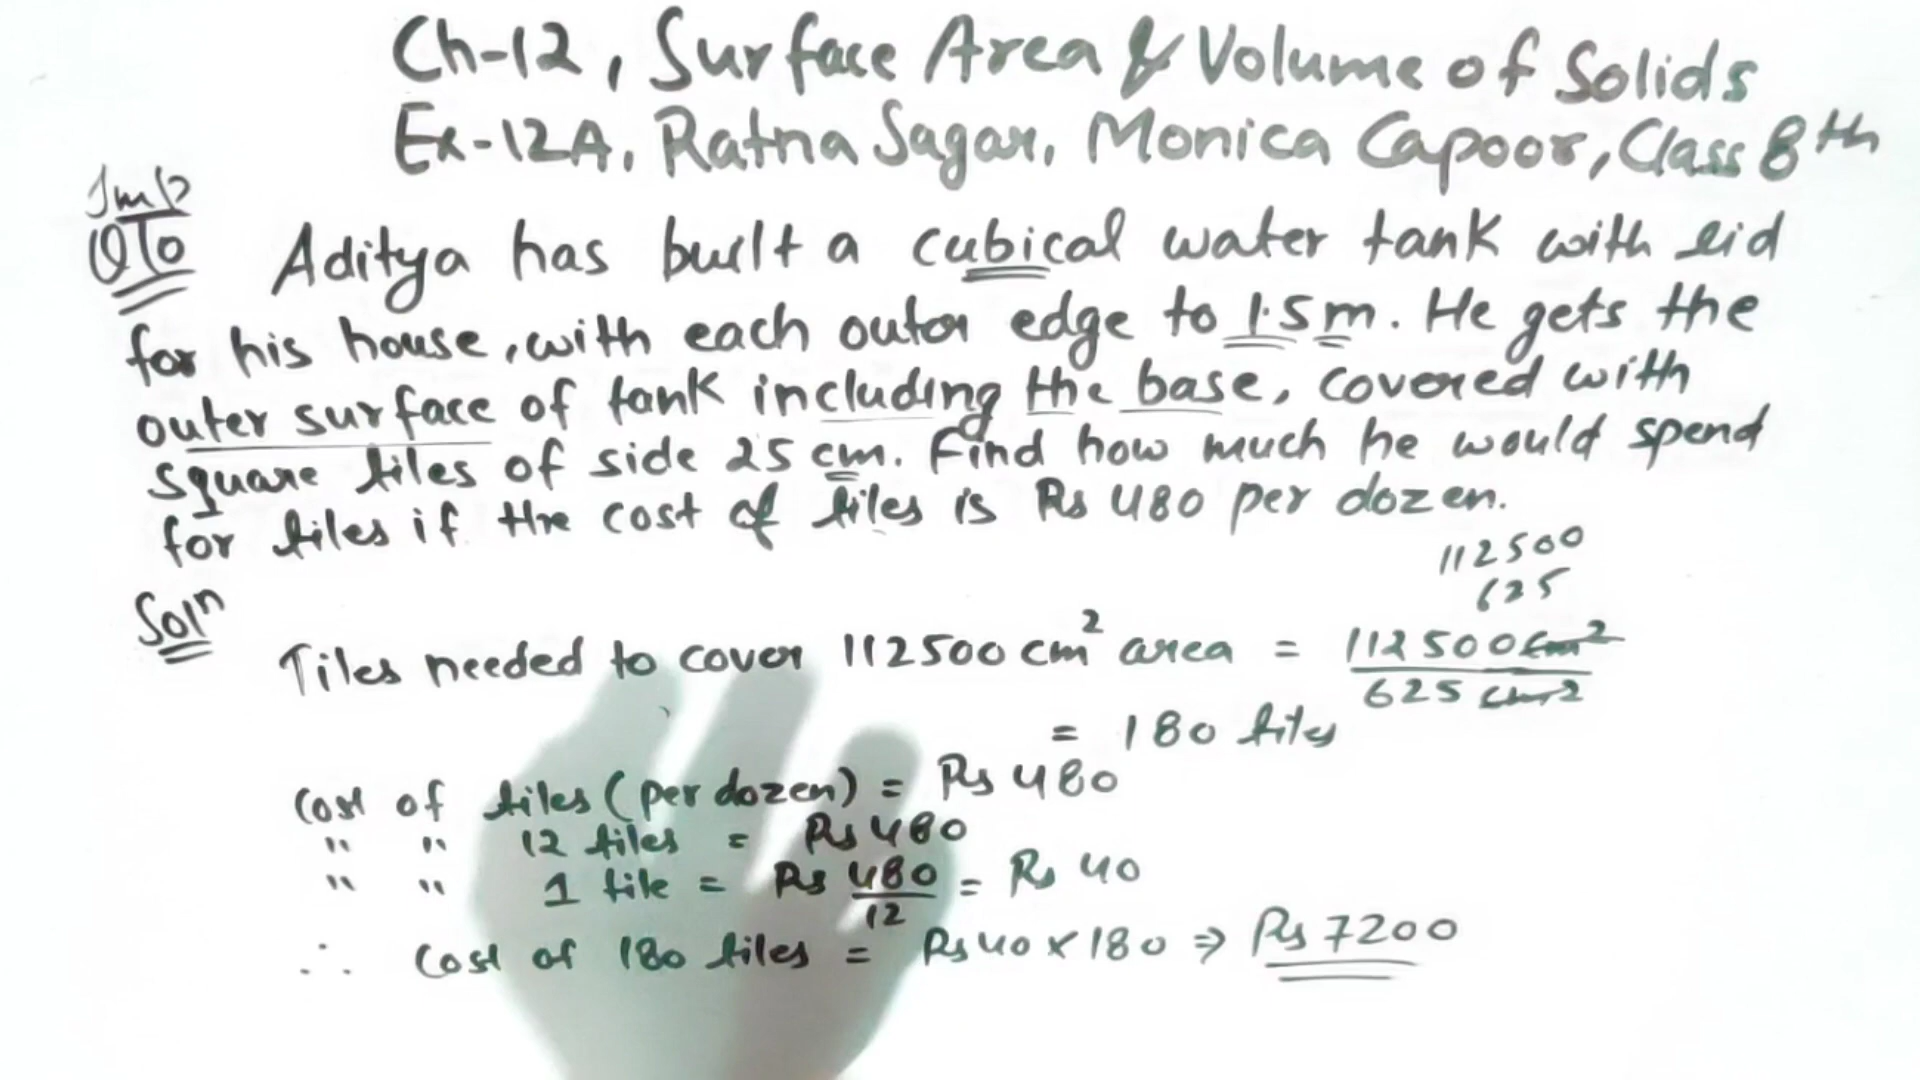 Ch-12, Surface Area & Volume of Solids
Ex-12A, Ratna Sagar, Monica Capoor, Class 8th
Imp
Q10 Aditya has built a cubical water tank with lid
for his house, with each outer edge to 1.5m. He gets the
outer surface of tank including the base, covered with
square tiles of side 25 cm. Find how much he would spend
for tiles if the cost of tiles is Rs 480 per dozen.
112500
625
Soln
Tiles needed to cover 112500 cm² area = 112500 cm² / 625 cm²
= 180 tiles
Cost of tiles (per dozen) = Rs 480
" " 12 tiles = Rs 480
" " 1 tile = Rs 480/12 = Rs 40
∴ Cost of 180 tiles = Rs 40 × 180 ⇒ Rs 7200